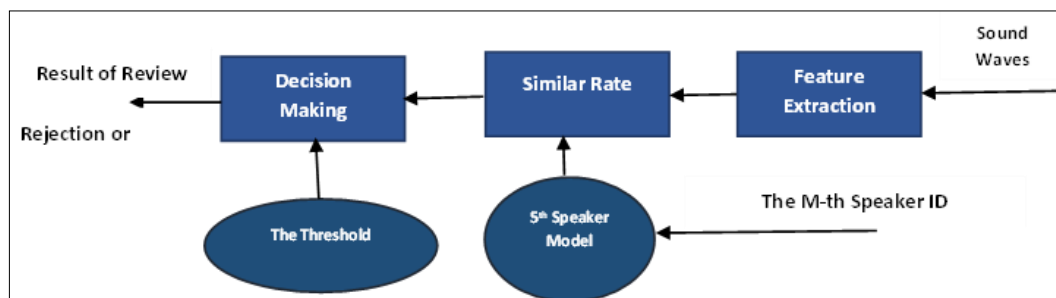 Sound
Waves
Result of Review
Rejection or
Decision
Making
Similar Rate
Feature
Extraction
The Threshold
5th Speaker
Model
The M-th Speaker ID